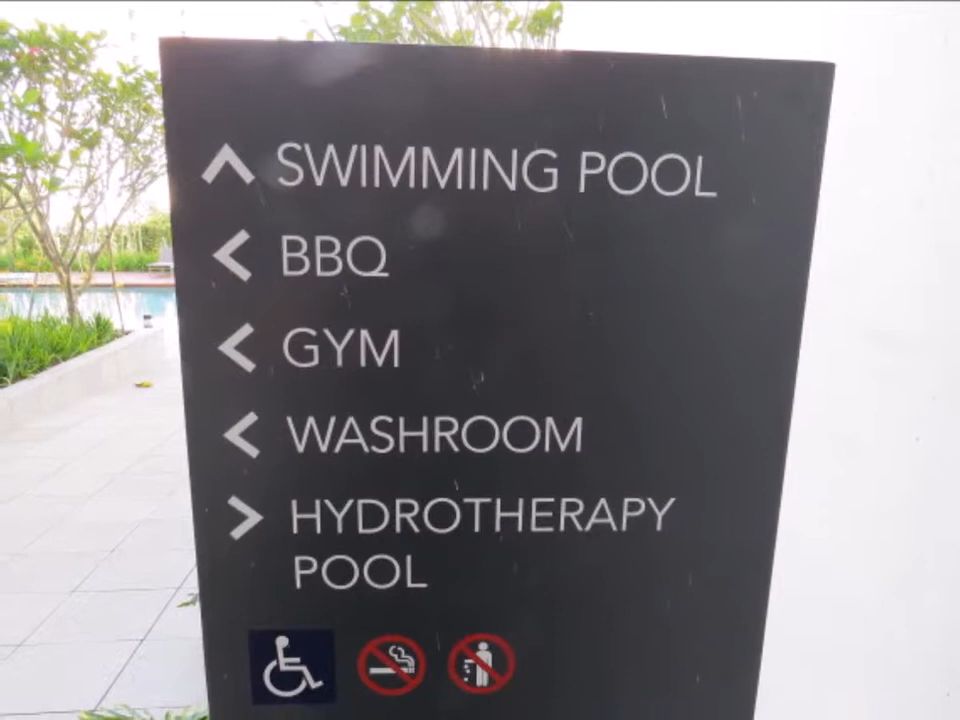 SWIMMING POOL
BBQ
GYM
WASHROOM
HYDROTHERAPY
POOL